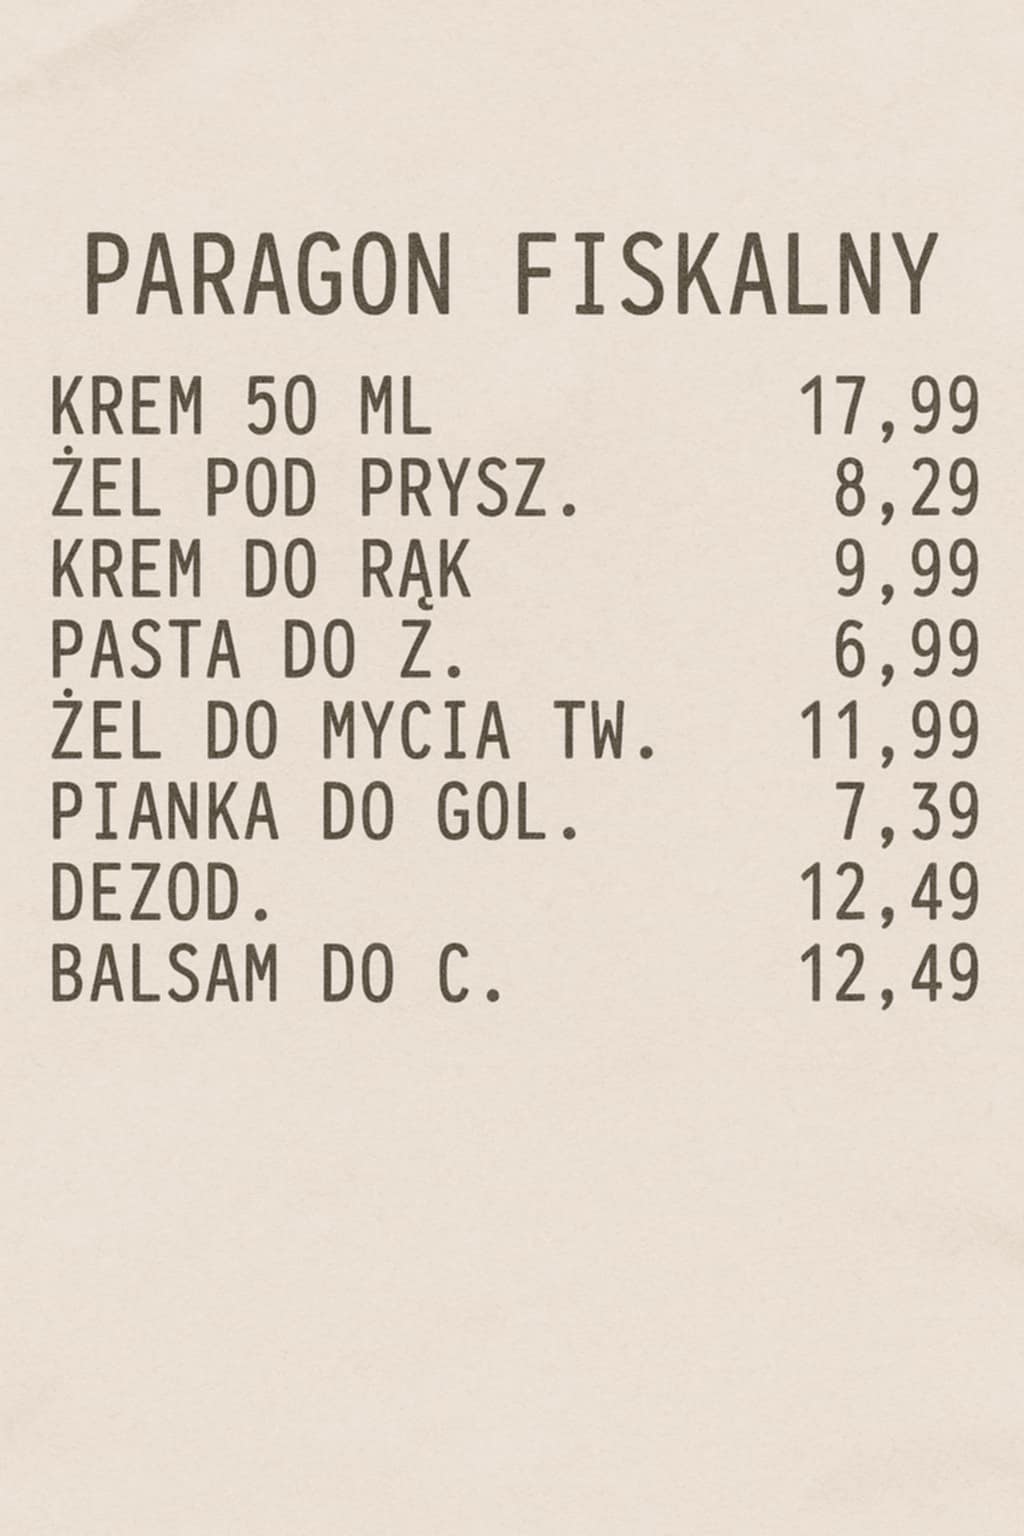 PARAGON FISKALNY
KREM 50 ML 17,99
ŻEL POD PRYSZ. 8,29
KREM DO RĄK 9,99
PASTA DO Z. 6,99
ŻEL DO MYCIA TW. 11,99
PIANKA DO GOL. 7,39
DEZOD. 12,49
BALSAM DO C. 12,49